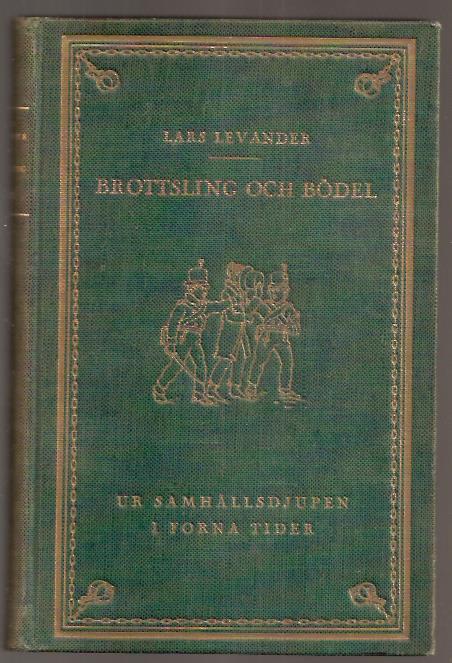 LARS LEVANDER
BROTTSLING OCH BÖDEL
UR SAMHÄLLSDJUPEN
I FORNA TIDER